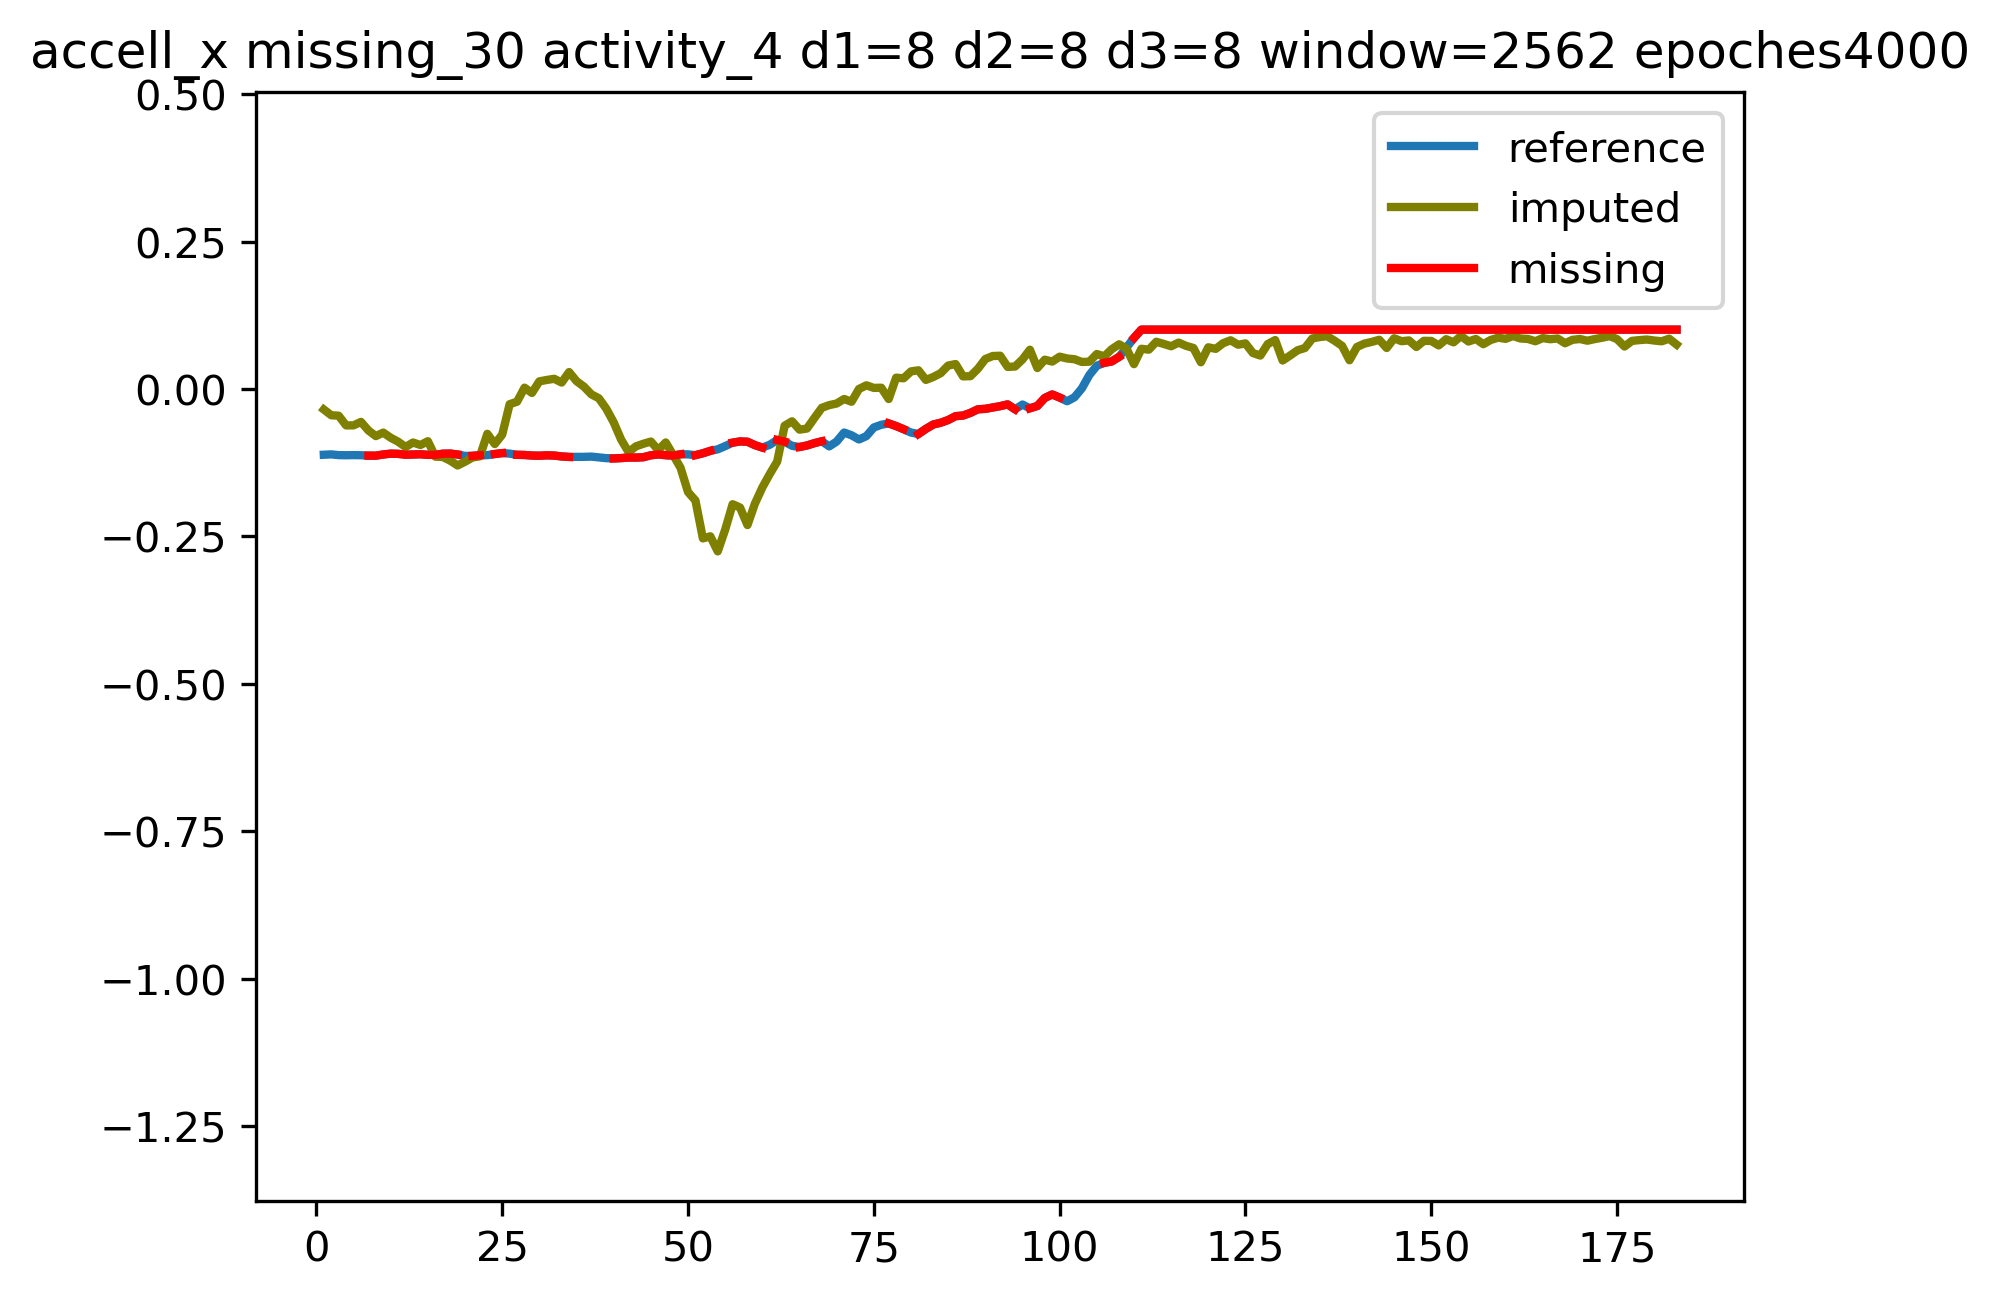 accell_x missing_30 activity_4 d1=8 d2=8 d3=8 window=2562 epoches4000
0.50
0.25
0.00
−0.25
−0.50
−0.75
−1.00
−1.25
reference
imputed
missing
0 25 50 75 100 125 150 175